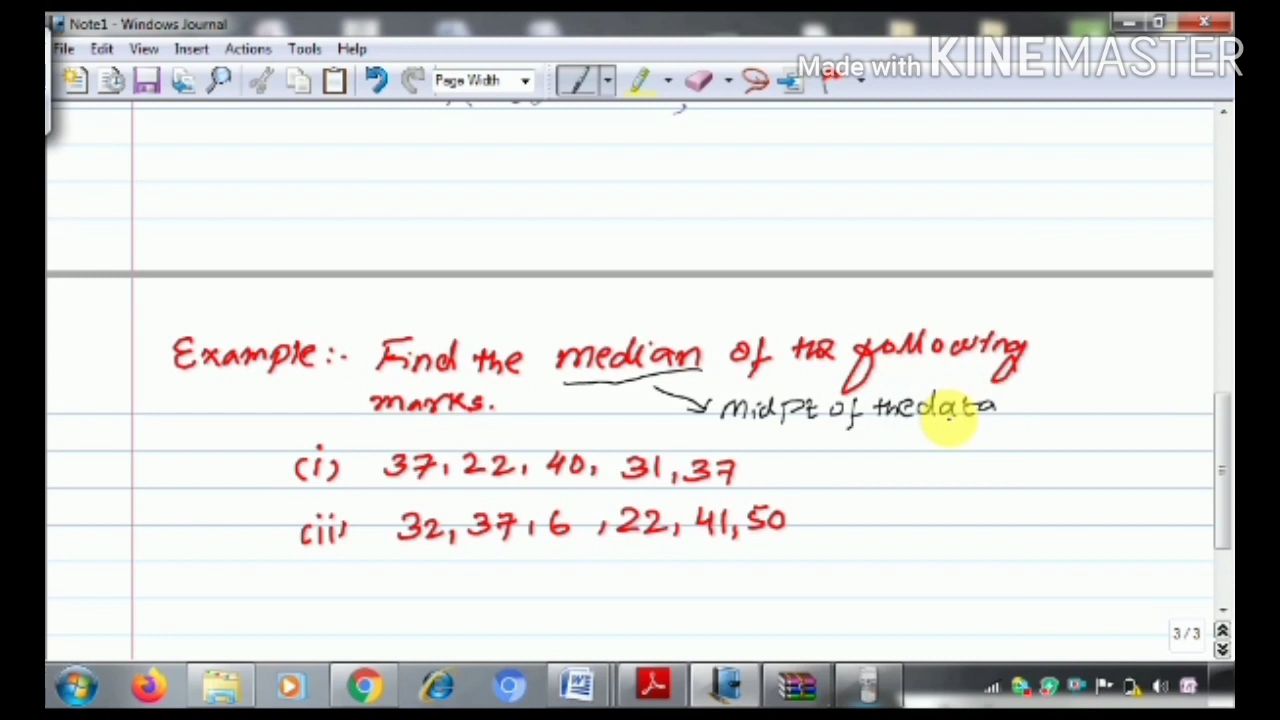 Note1 - Windows Journal
File Edit View Insert Actions Tools Help
Made with KINEMASTER
Page Width
Example:- Find the median of the following
marks.
mid pt of the data
(i) 37, 22, 40, 31, 37
(ii) 32, 37, 6, 22, 41, 50
3/3